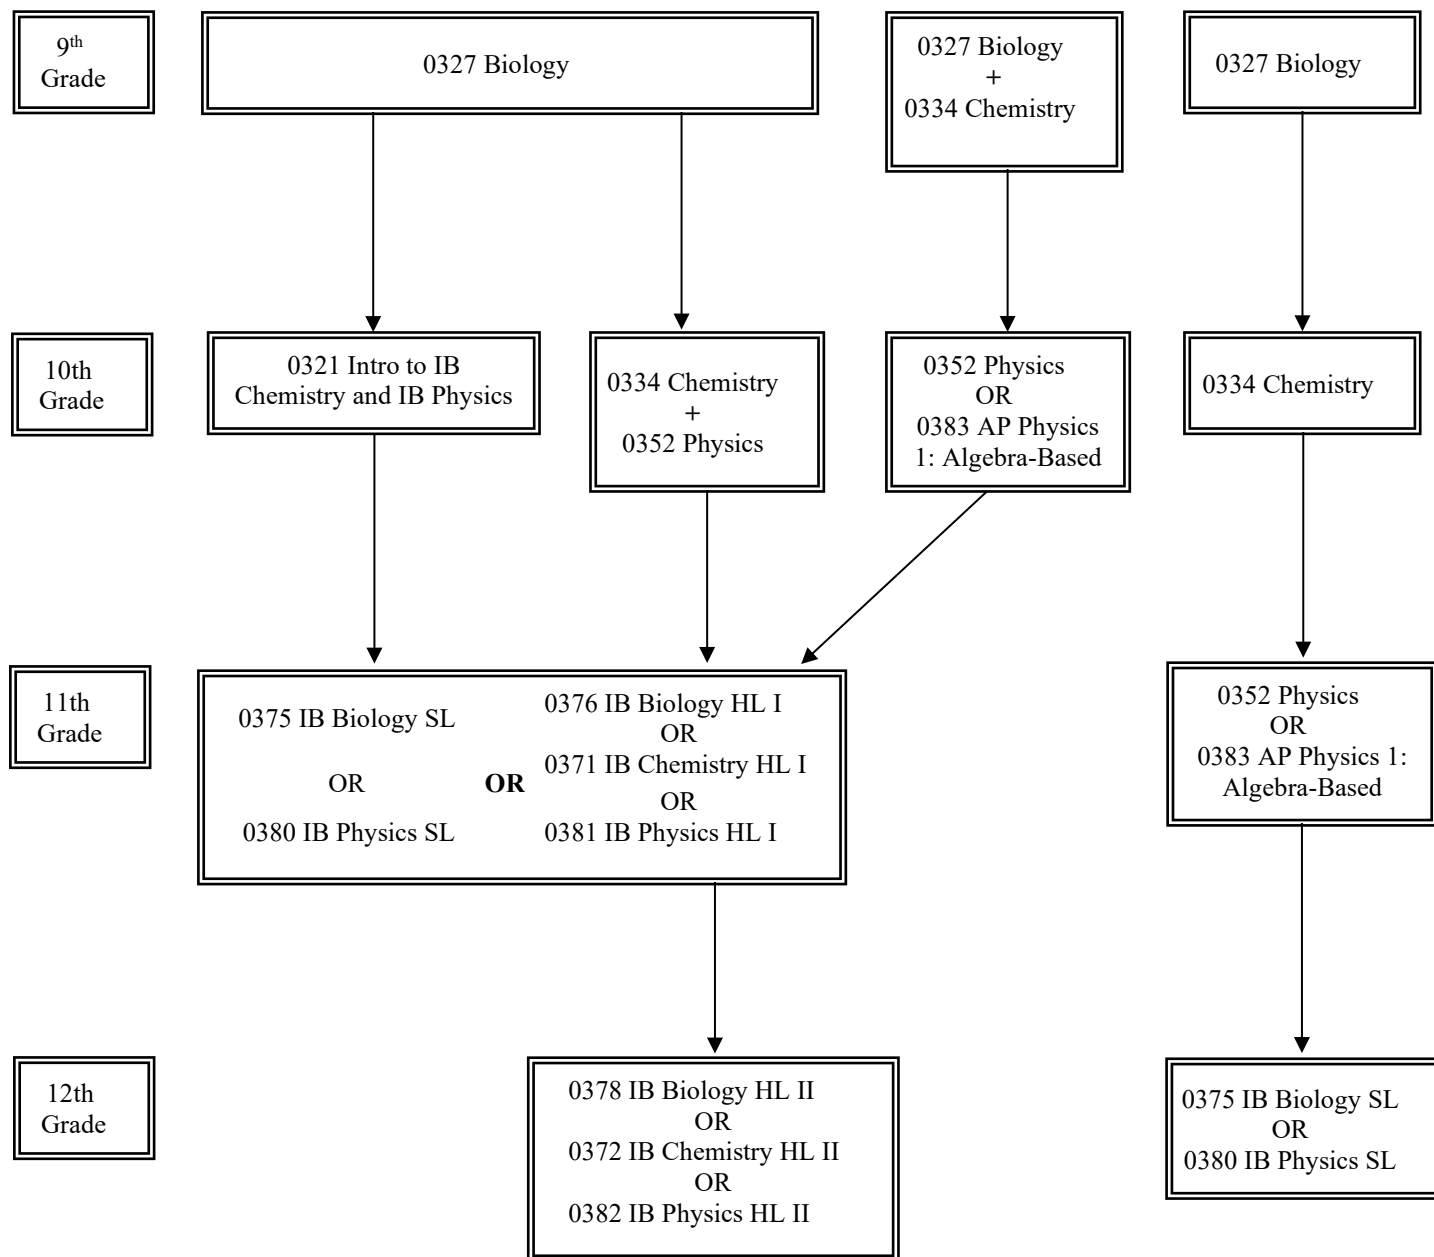 9th
Grade
0327 Biology
0327 Biology
+
0334 Chemistry
0327 Biology
10th
Grade
0321 Intro to IB
Chemistry and IB Physics
0334 Chemistry
+
0352 Physics
0352 Physics
OR
0383 AP Physics
1: Algebra-Based
0334 Chemistry
11th
Grade
0375 IB Biology SL
OR
0380 IB Physics SL
OR
0376 IB Biology HL I
OR
0371 IB Chemistry HL I
OR
0381 IB Physics HL I
0352 Physics
OR
0383 AP Physics 1:
Algebra-Based
12th
Grade
0378 IB Biology HL II
OR
0372 IB Chemistry HL II
OR
0382 IB Physics HL II
0375 IB Biology SL
OR
0380 IB Physics SL